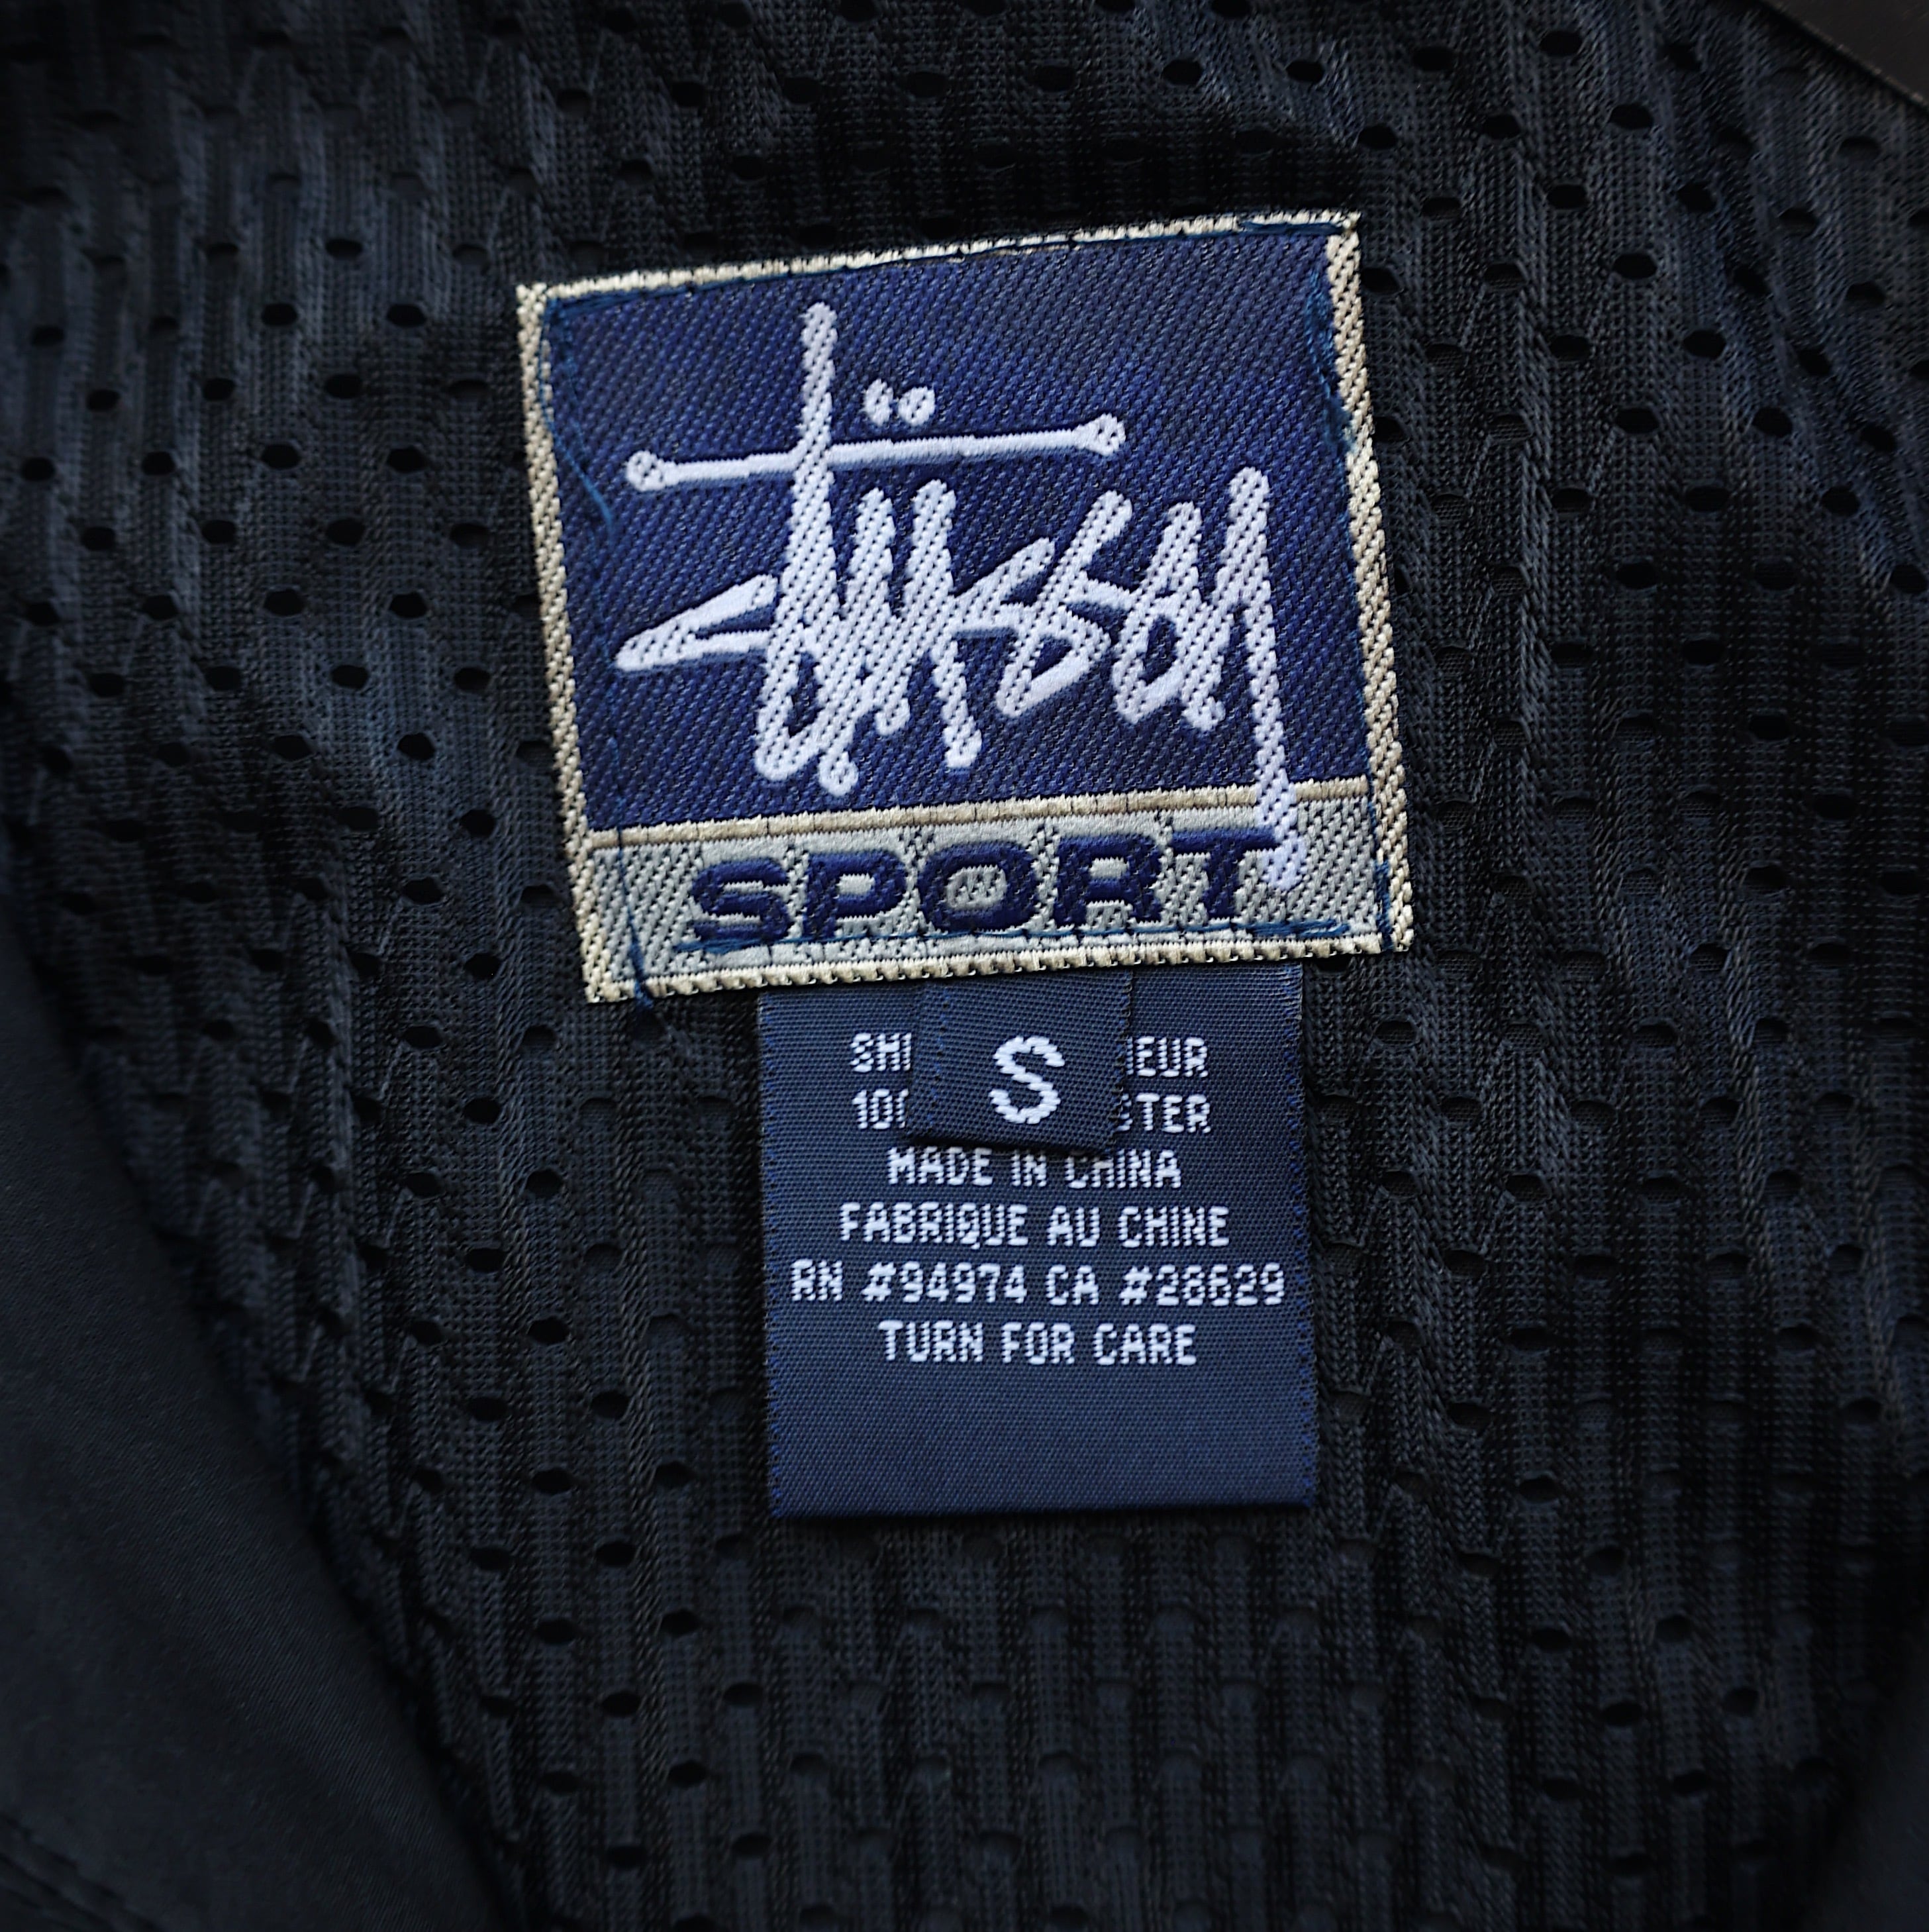 Stüssy
SPORT
S
MADE IN CHINA
FABRIQUE AU CHINE
RN #94974 CA #28629
TURN FOR CARE